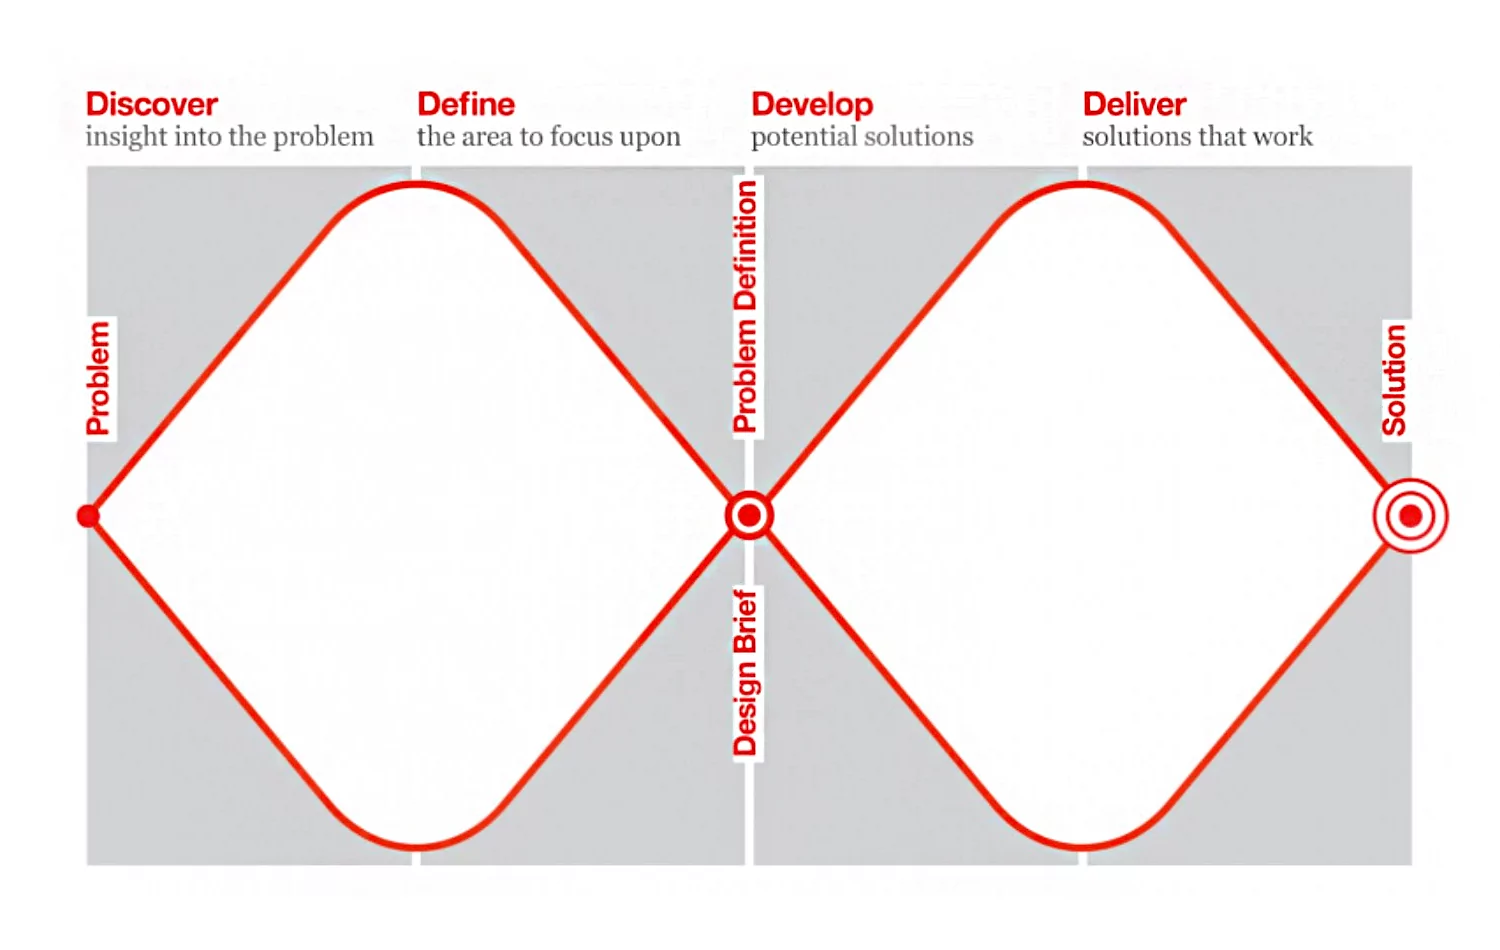 Discover
insight into the problem
Define
the area to focus upon
Develop
potential solutions
Deliver
solutions that work
Problem
Problem Definition
Design Brief
Solution